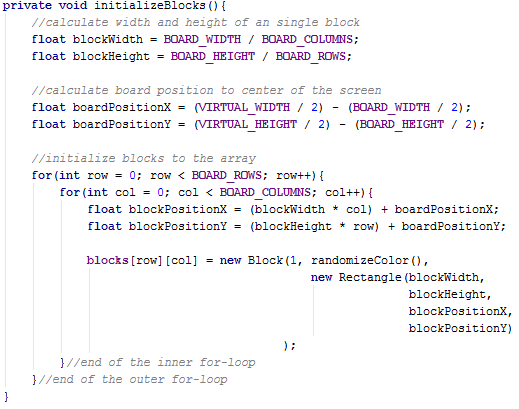 private void initializeBlocks(){
    //calculate width and height of an single block
    float blockWidth = BOARD_WIDTH / BOARD_COLUMNS;
    float blockHeight = BOARD_HEIGHT / BOARD_ROWS;

    //calculate board position to center of the screen
    float boardPositionX = (VIRTUAL_WIDTH / 2) - (BOARD_WIDTH / 2);
    float boardPositionY = (VIRTUAL_HEIGHT / 2) - (BOARD_HEIGHT / 2);

    //initialize blocks to the array
    for(int row = 0; row < BOARD_ROWS; row++){
        for(int col = 0; col < BOARD_COLUMNS; col++){
            float blockPositionX = (blockWidth * col) + boardPositionX;
            float blockPositionY = (blockHeight * row) + boardPositionY;

            blocks[row][col] = new Block(1, randomizeColor(),
                                            new Rectangle(blockWidth,
                                                          blockHeight,
                                                          blockPositionX,
                                                          blockPositionY)
                                        );
        }//end of the inner for-loop
    }//end of the outer for-loop
}